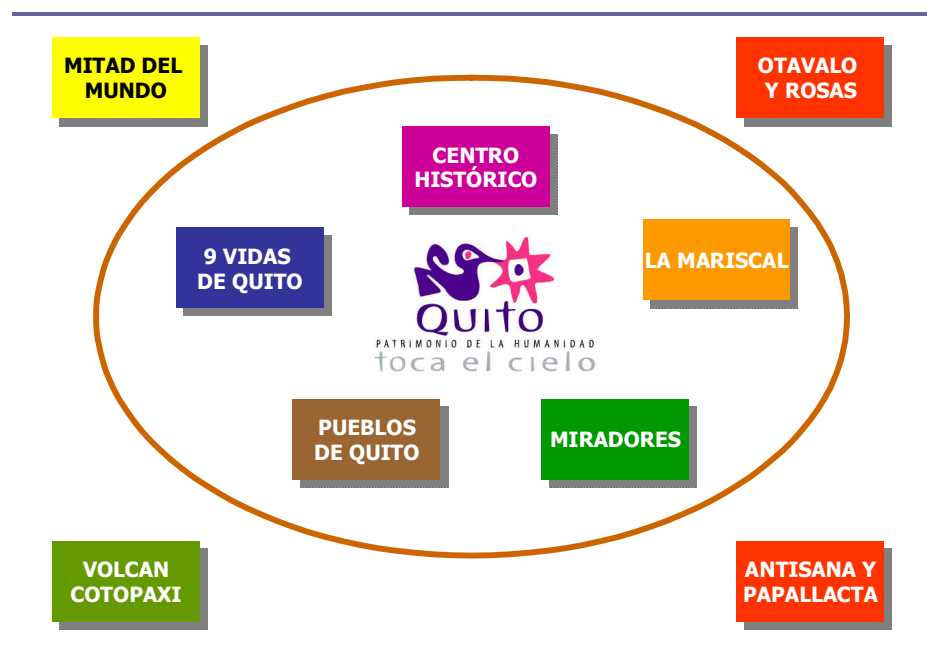 MITAD DEL
MUNDO
OTAVALO
Y ROSAS
CENTRO
HISTÓRICO
9 VIDAS
DE QUITO
LA MARISCAL
Quito
PATRIMONIO DE LA HUMANIDAD
toca el cielo
PUEBLOS
DE QUITO
MIRADORES
VOLCAN
COTOPAXI
ANTISANA Y
PAPALLACTA